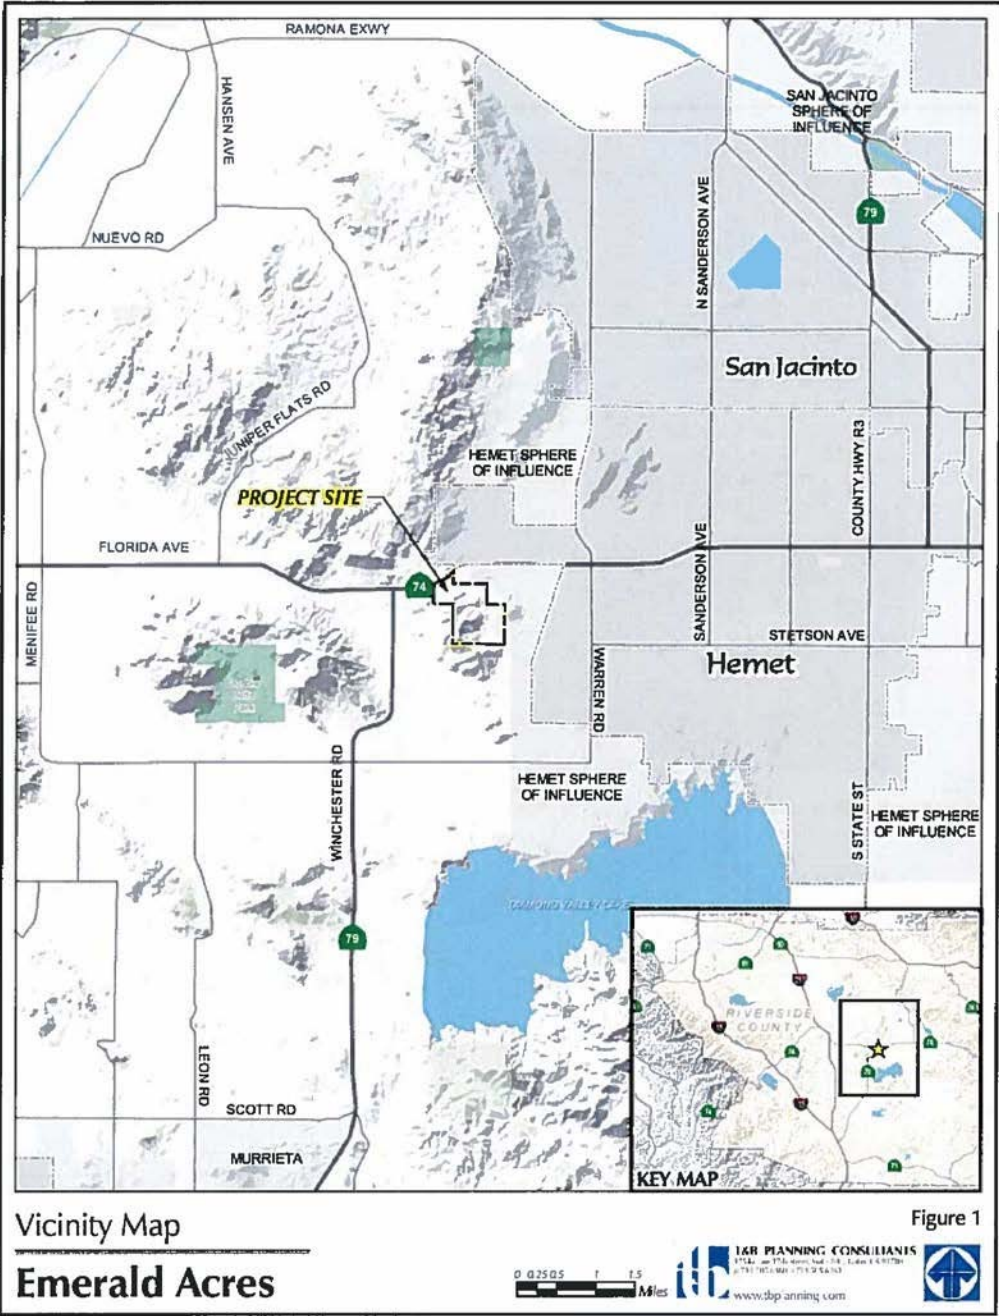 RAMONA EXWY
HANSEN AVE
SAN JACINTO
SPHERE OF
INFLUENCE
N SANDERSON AVE
79
NUEVO RD
San Jacinto
JUNIPER FLATS RD
COUNTY HWY R3
HEMET SPHERE
OF INFLUENCE
PROJECT SITE
FLORIDA AVE
SANDERSON AVE
74
MENIFEE RD
STETSON AVE
WARREN RD
Hemet
WINCHESTER RD
HEMET SPHERE
OF INFLUENCE
S STATE ST
HEMET SPHERE
OF INFLUENCE
DIAMOND VALLEY LAKE
79
RIVERSIDE
COUNTY
LEON RD
SCOTT RD
MURRIETA
KEY MAP
Vicinity Map
Figure 1
Emerald Acres
0 0.25 0.5 1 1.5
Miles
tb
T&B PLANNING CONSULTANTS
www.tbplanning.com